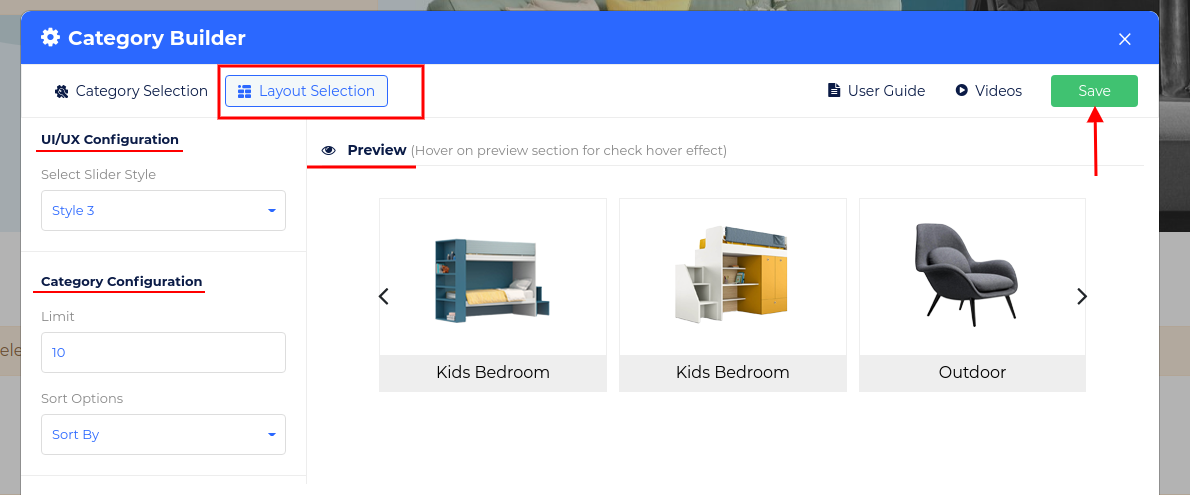 Category Builder
Category Selection
Layout Selection
User Guide
Videos
Save
UI/UX Configuration
Select Slider Style
Style 3
Category Configuration
Limit
10
Sort Options
Sort By
Preview (Hover on preview section for check hover effect)
Kids Bedroom
Kids Bedroom
Outdoor